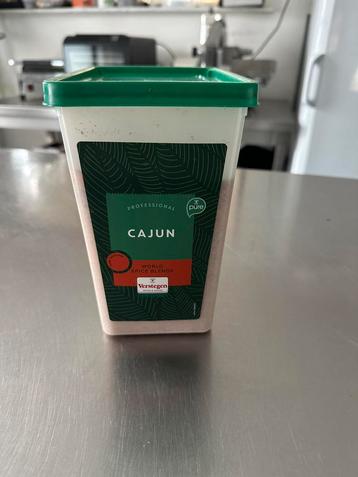 PROFESSIONAL
pure
CAJUN
WORLD
SPICE BLENDS
Verstegen